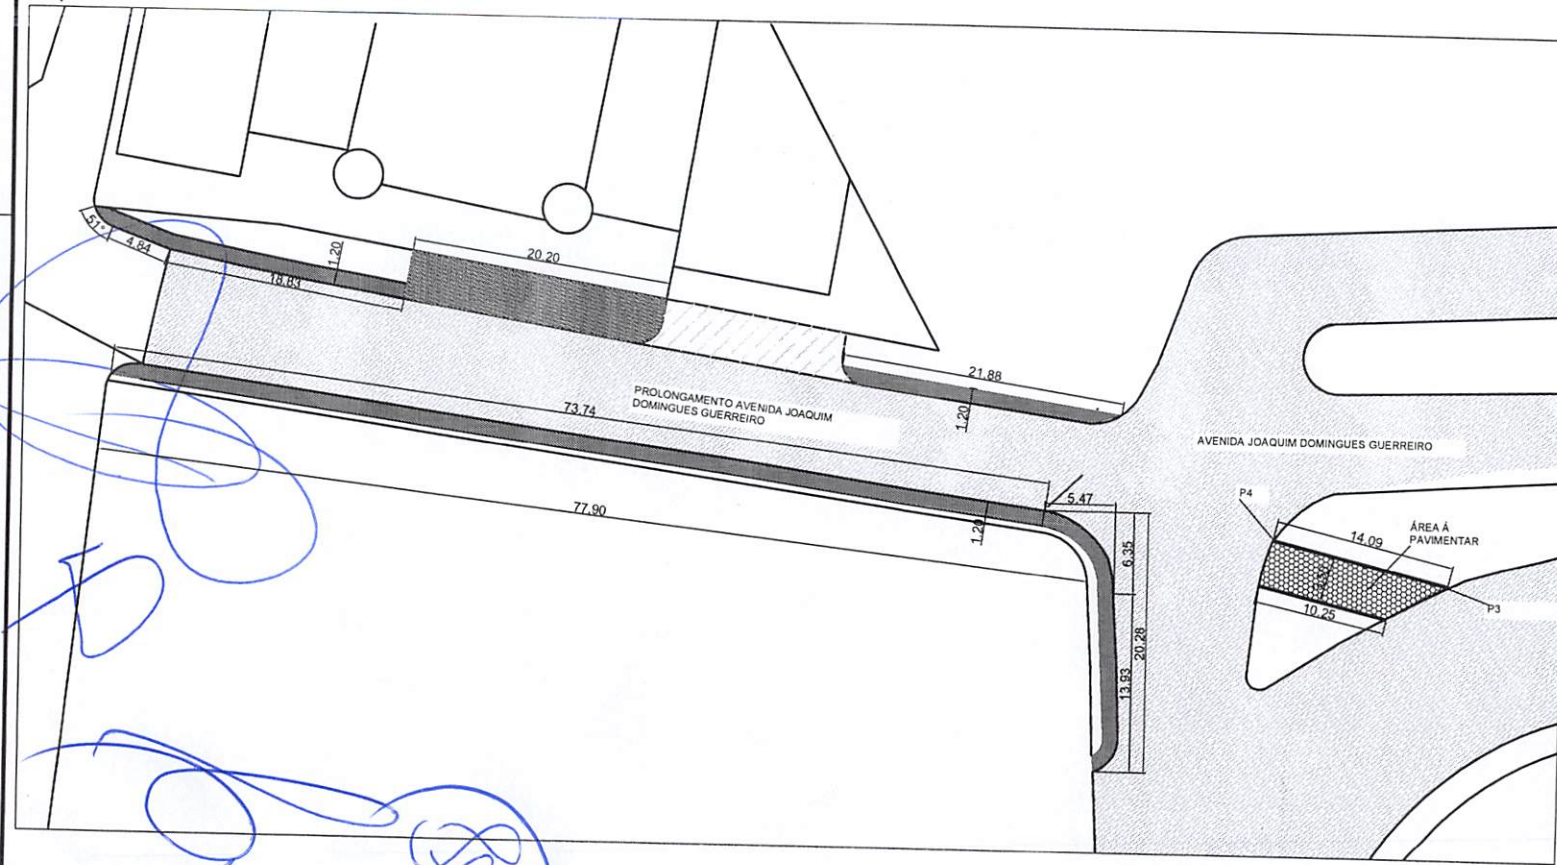 51°
4.84
1.20
18.83
20.20
21.88
1.20
PROLONGAMENTO AVENIDA JOAQUIM
DOMINGUES GUERREIRO
73.74
AVENIDA JOAQUIM DOMINGUES GUERREIRO
77.90
1.20
5.47
6.35
20.28
13.93
P4
14.09
ÁREA Á
PAVIMENTAR
10.25
P3